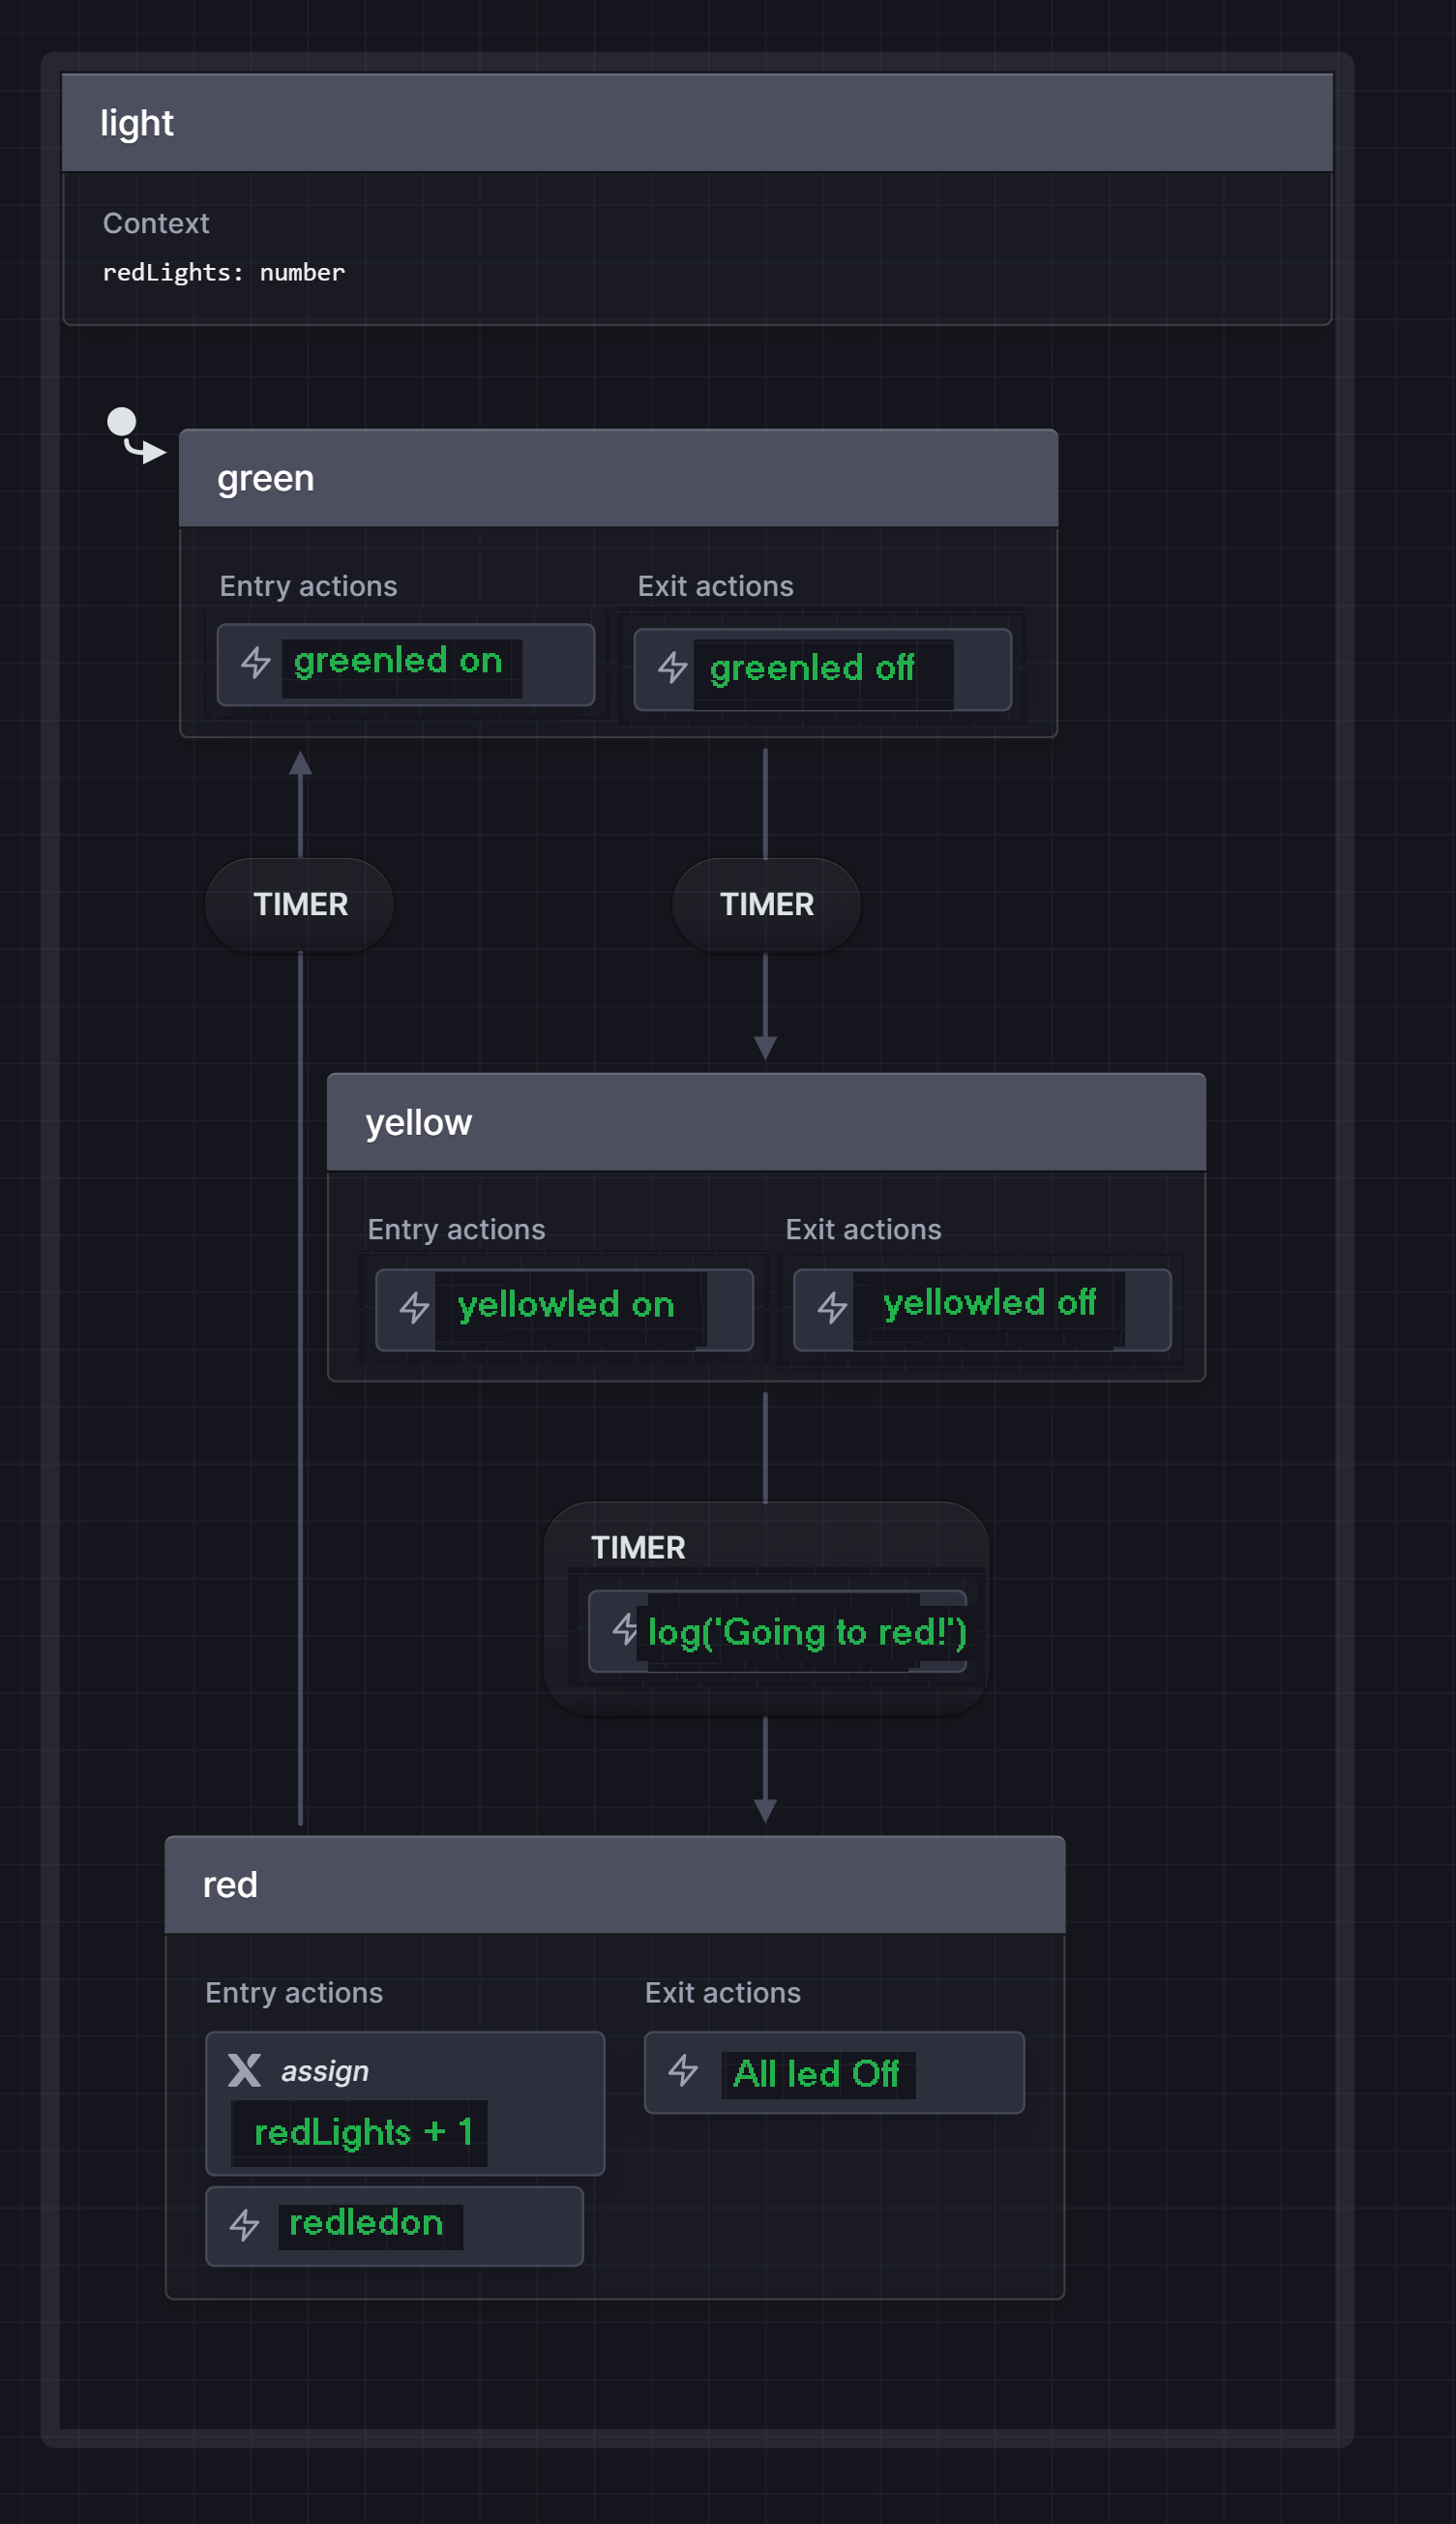 light
Context
redLights: number
green
Entry actions
Exit actions
greenled on
greenled off
TIMER
TIMER
yellow
Entry actions
Exit actions
yellowled on
yellowled off
TIMER
log('Going to red!')
red
Entry actions
Exit actions
assign
All led Off
redLights + 1
redledon